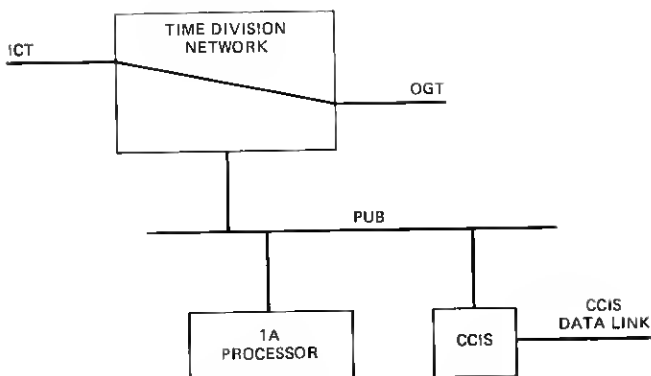 TIME DIVISION
NETWORK
ICT
OGT
PUB
1A
PROCESSOR
CCIS
CCIS
DATA LINK